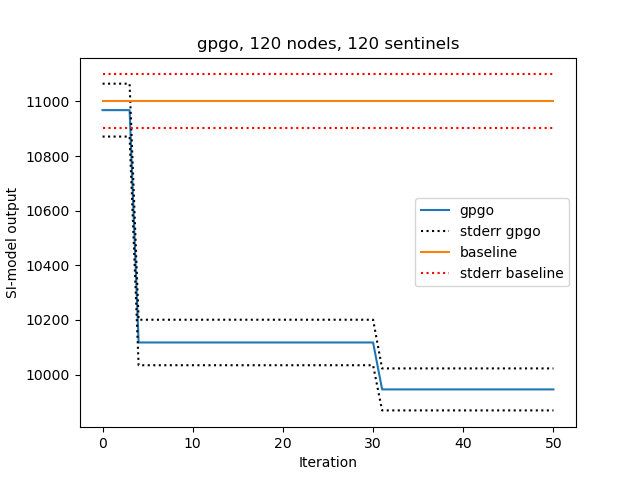 gpgo, 120 nodes, 120 sentinels
SI-model output
11000
10800
10600
10400
10200
10000
gpgo
stderr gpgo
baseline
stderr baseline
0 10 20 30 40 50
Iteration